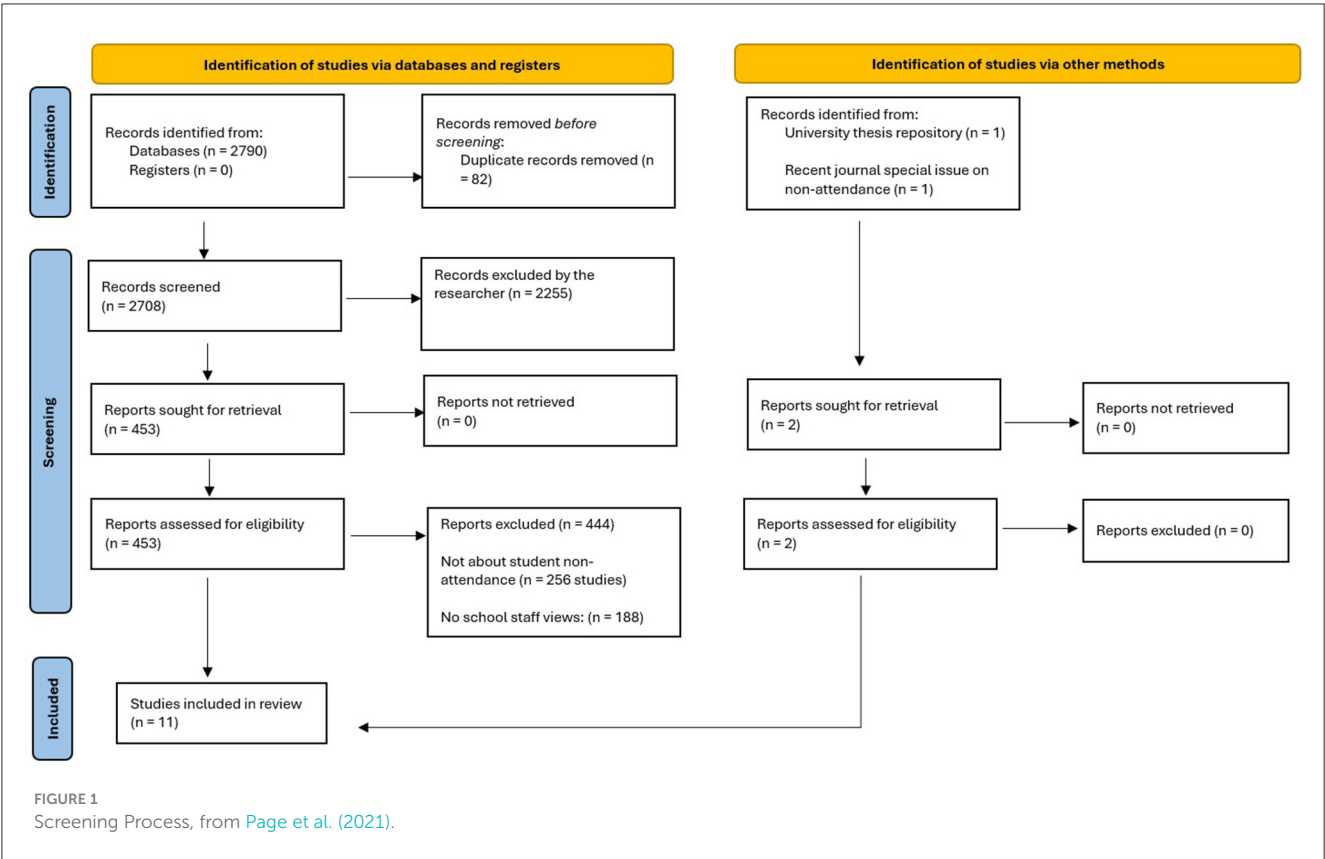 Identification of studies via databases and registers
Identification of studies via other methods
Identification
Records identified from:
Databases (n = 2790)
Registers (n = 0)
Records removed before
screening:
Duplicate records removed (n
= 82)
Records identified from:
University thesis repository (n = 1)
Recent journal special issue on
non-attendance (n = 1)
Screening
Records screened
(n = 2708)
Records excluded by the
researcher (n = 2255)
Reports sought for retrieval
(n = 453)
Reports not retrieved
(n = 0)
Reports sought for retrieval
(n = 2)
Reports not retrieved
(n = 0)
Reports assessed for eligibility
(n = 453)
Reports excluded (n = 444)
Not about student non-
attendance (n = 256 studies)
No school staff views: (n = 188)
Reports assessed for eligibility
(n = 2)
Reports excluded (n = 0)
Included
Studies included in review
(n = 11)
FIGURE 1
Screening Process, from Page et al. (2021).